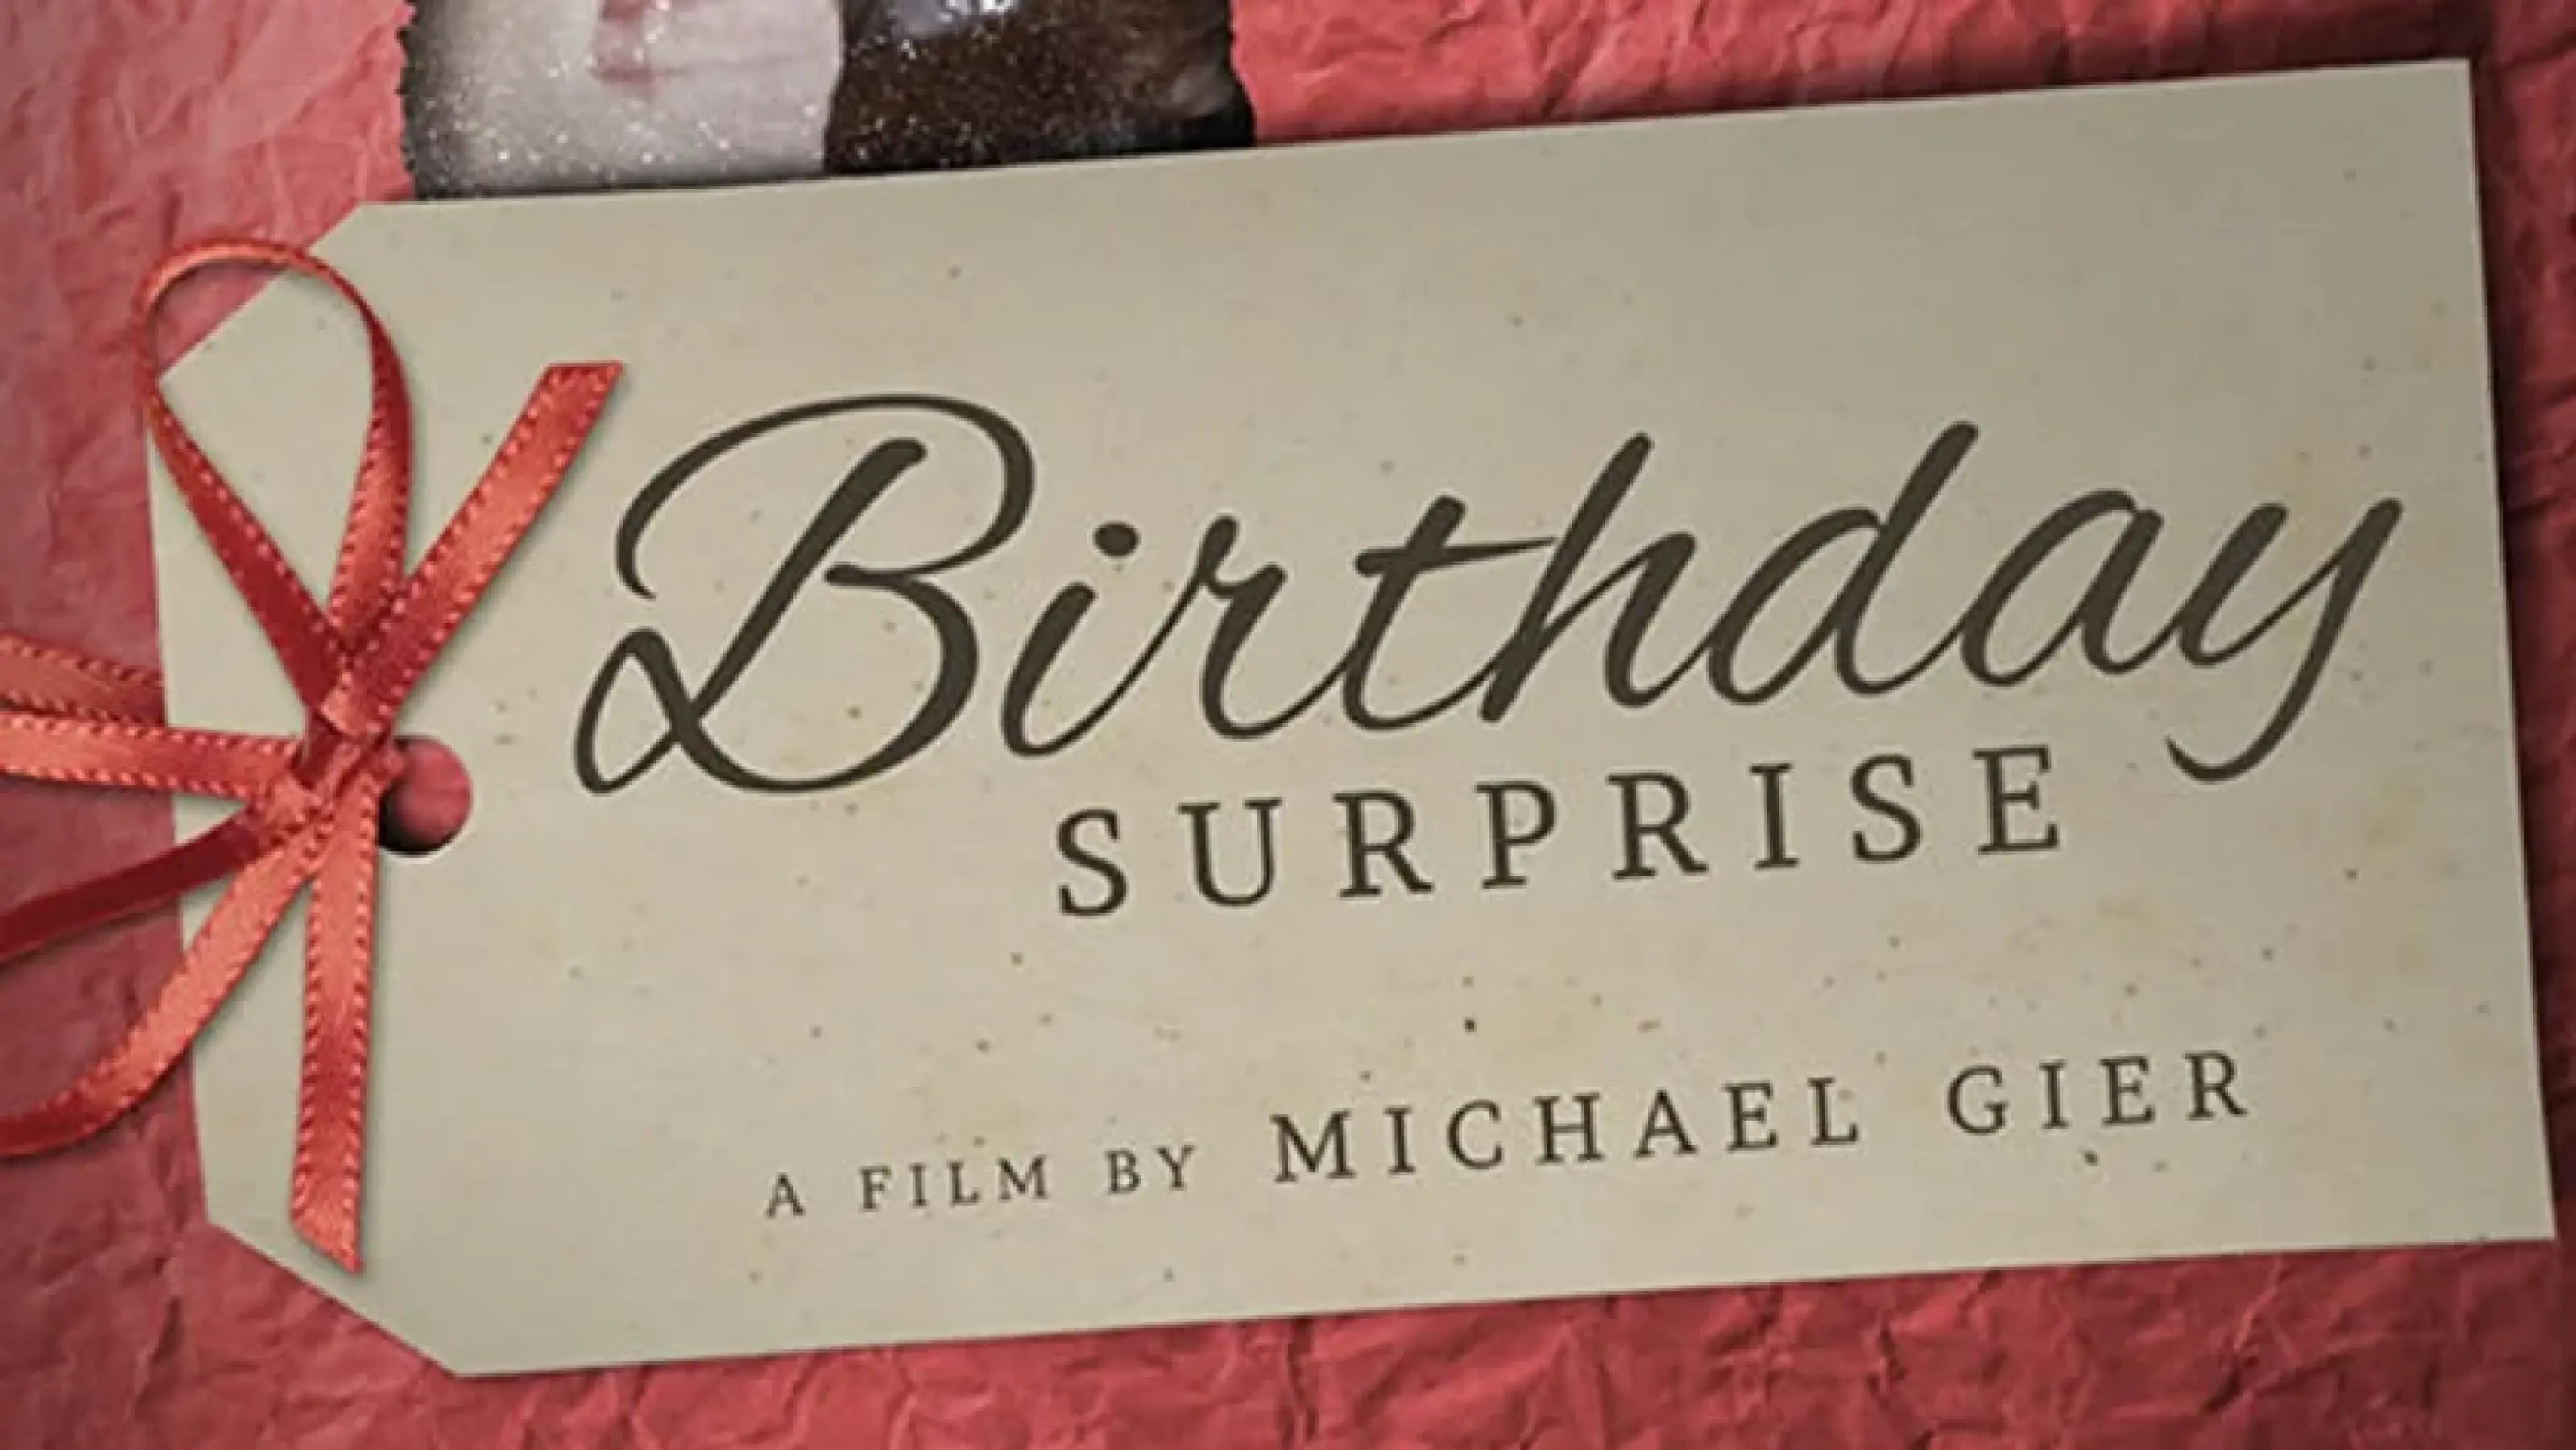 Birthday
SURPRISE
A FILM BY MICHAEL GIER